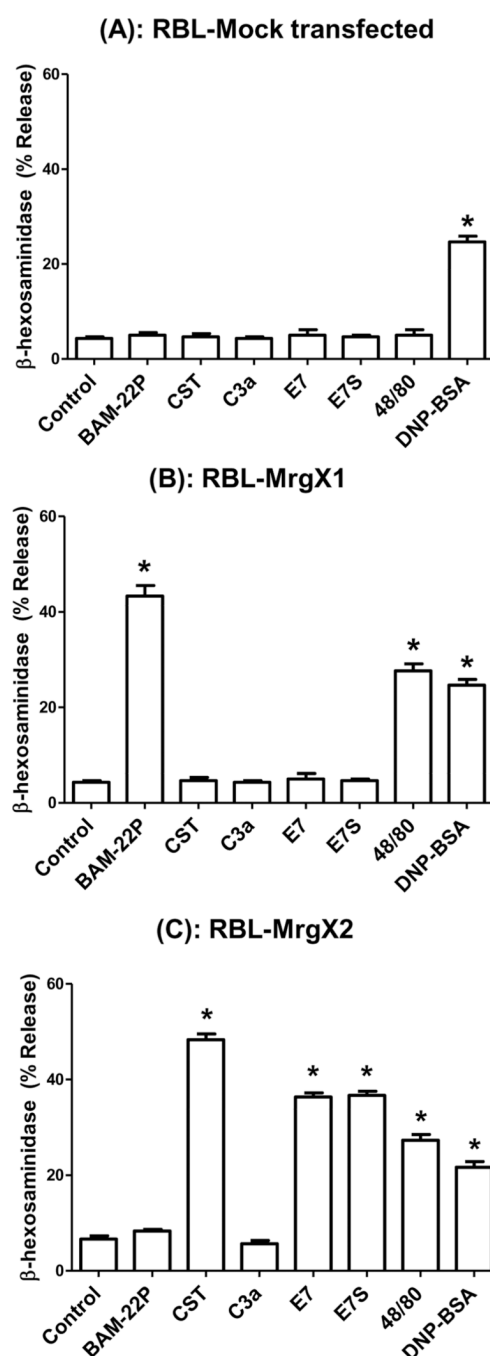 (A): RBL-Mock transfected
β-hexosaminidase (% Release)
60
40
20
0
*
Control
BAM-22P
CST
C3a
E7
E7S
48/80
DNP-BSA
(B): RBL-MrgX1
β-hexosaminidase (% Release)
60
40
20
0
*
*
*
Control
BAM-22P
CST
C3a
E7
E7S
48/80
DNP-BSA
(C): RBL-MrgX2
β-hexosaminidase (% Release)
60
40
20
0
*
*
*
*
*
Control
BAM-22P
CST
C3a
E7
E7S
48/80
DNP-BSA